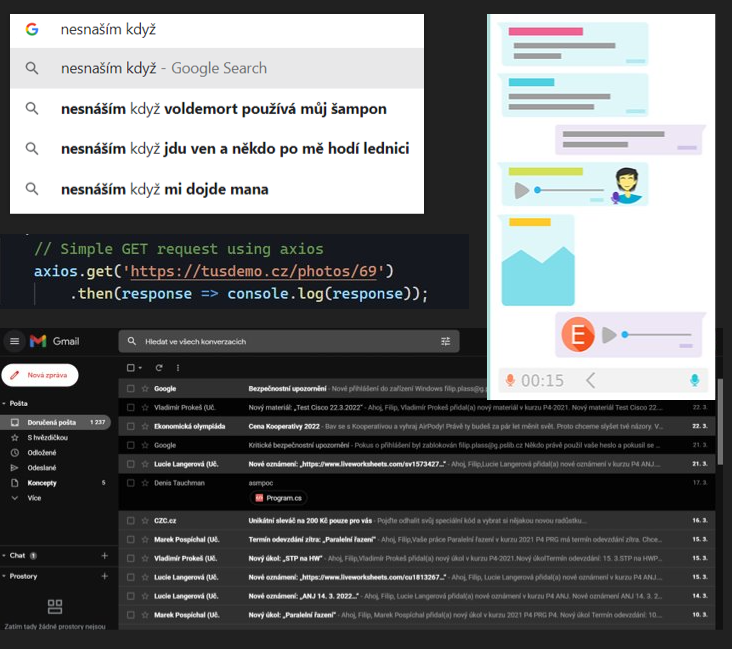 nesnaším když
nesnaším když - Google Search
nesnáším když voldemort používá můj šampon
nesnáším když jdu ven a někdo po mě hodí lednici
nesnáším když mi dojde mana
// Simple GET request using axios
axios.get('https://tusdemo.cz/photos/69')
.then(response => console.log(response));
E
00:15
Gmail
Hledat ve všech konverzacích
Nová zpráva
Pošta
Doručená pošta 1 237
S hvězdičkou
Odložené
Odeslané
Koncepty 5
Více
Chat 1
Prostory
Zatím tady žádné prostory nejsou
Google Bezpečnostní upozornění - Nové přihlášení do zařízení Windows filip.plass@g
Vladimír Prokeš (Uč. Nový materiál: „Test Cisco 22.3.2022" - Ahoj, Filip, Vladimír Prokeš přidal(a) nový materiál v kurzu P4-2021. Nový materiál Test Cisco 22.... 22. 3.
Ekonomická olympiáda Cena Kooperativy 2022 - Bav se s Kooperativou a vyhraj AirPody! Právě ty budeš za pár let měnit svět. Proto chceme slyšet tvé názory. V... 22. 3.
Google Kritické bezpečnostní upozornění - Pokus o přihlášení byl zablokován filip.plass@g.pslib.cz Někdo právě použil vaše heslo a pokusil se ... 21. 3.
Lucie Langerová (Uč. Nové oznámení: „https://www.liveworksheets.com/sv1573427..." - Ahoj, Filip,Lucie Langerová přidal(a) nové oznámení v kurzu P4 ANJ.... 21. 3.
Denis Tauchman asmpoc 17. 3.
Program.cs
CZC.cz Unikátní sleváč na 200 Kč pouze pro vás - Pojďte odhalit svůj speciální kód a vybrat si nějakou novou radůstku... 16. 3.
Marek Pospíchal (Uč. Termín odevzdání zítra: „Paralelní řazení" - Ahoj, Filip,Vaše práce Paralelní řazení v kurzu 2021 P4 PRG má termín odevzdání zítra. Chce... 15. 3.
Vladimír Prokeš (Uč. Nový úkol: „STP na HW" - Ahoj, Filip,Vladimír Prokeš přidal(a) nový úkol v kurzu P4-2021.Nový úkolTermín odevzdání: 15. 3.STP na HWP... 15. 3.
Lucie Langerová (Uč. Nové oznámení: „https://www.liveworksheets.com/cu1813267..." - Ahoj, Filip, Lucie Langerová přidal(a) nové oznámení v kurzu P4 ANJ.... 15. 3.
Lucie Langerová (Uč. Nové oznámení: „ANJ 14. 3. 2022..." - Ahoj, Filip, Lucie Langerová přidal(a) nové oznámení v kurzu P4 ANJ. Nové oznámení ANJ 14. 3. 2... 14. 3.
Marek Pospíchal (Uč. Nový úkol: „Paralelní řazení" - Ahoj, Filip, Marek Pospíchal přidal(a) nový úkol v kurzu 2021 P4 PRG P4. Nový úkol Termín odevzdání: 10.... 10. 3.